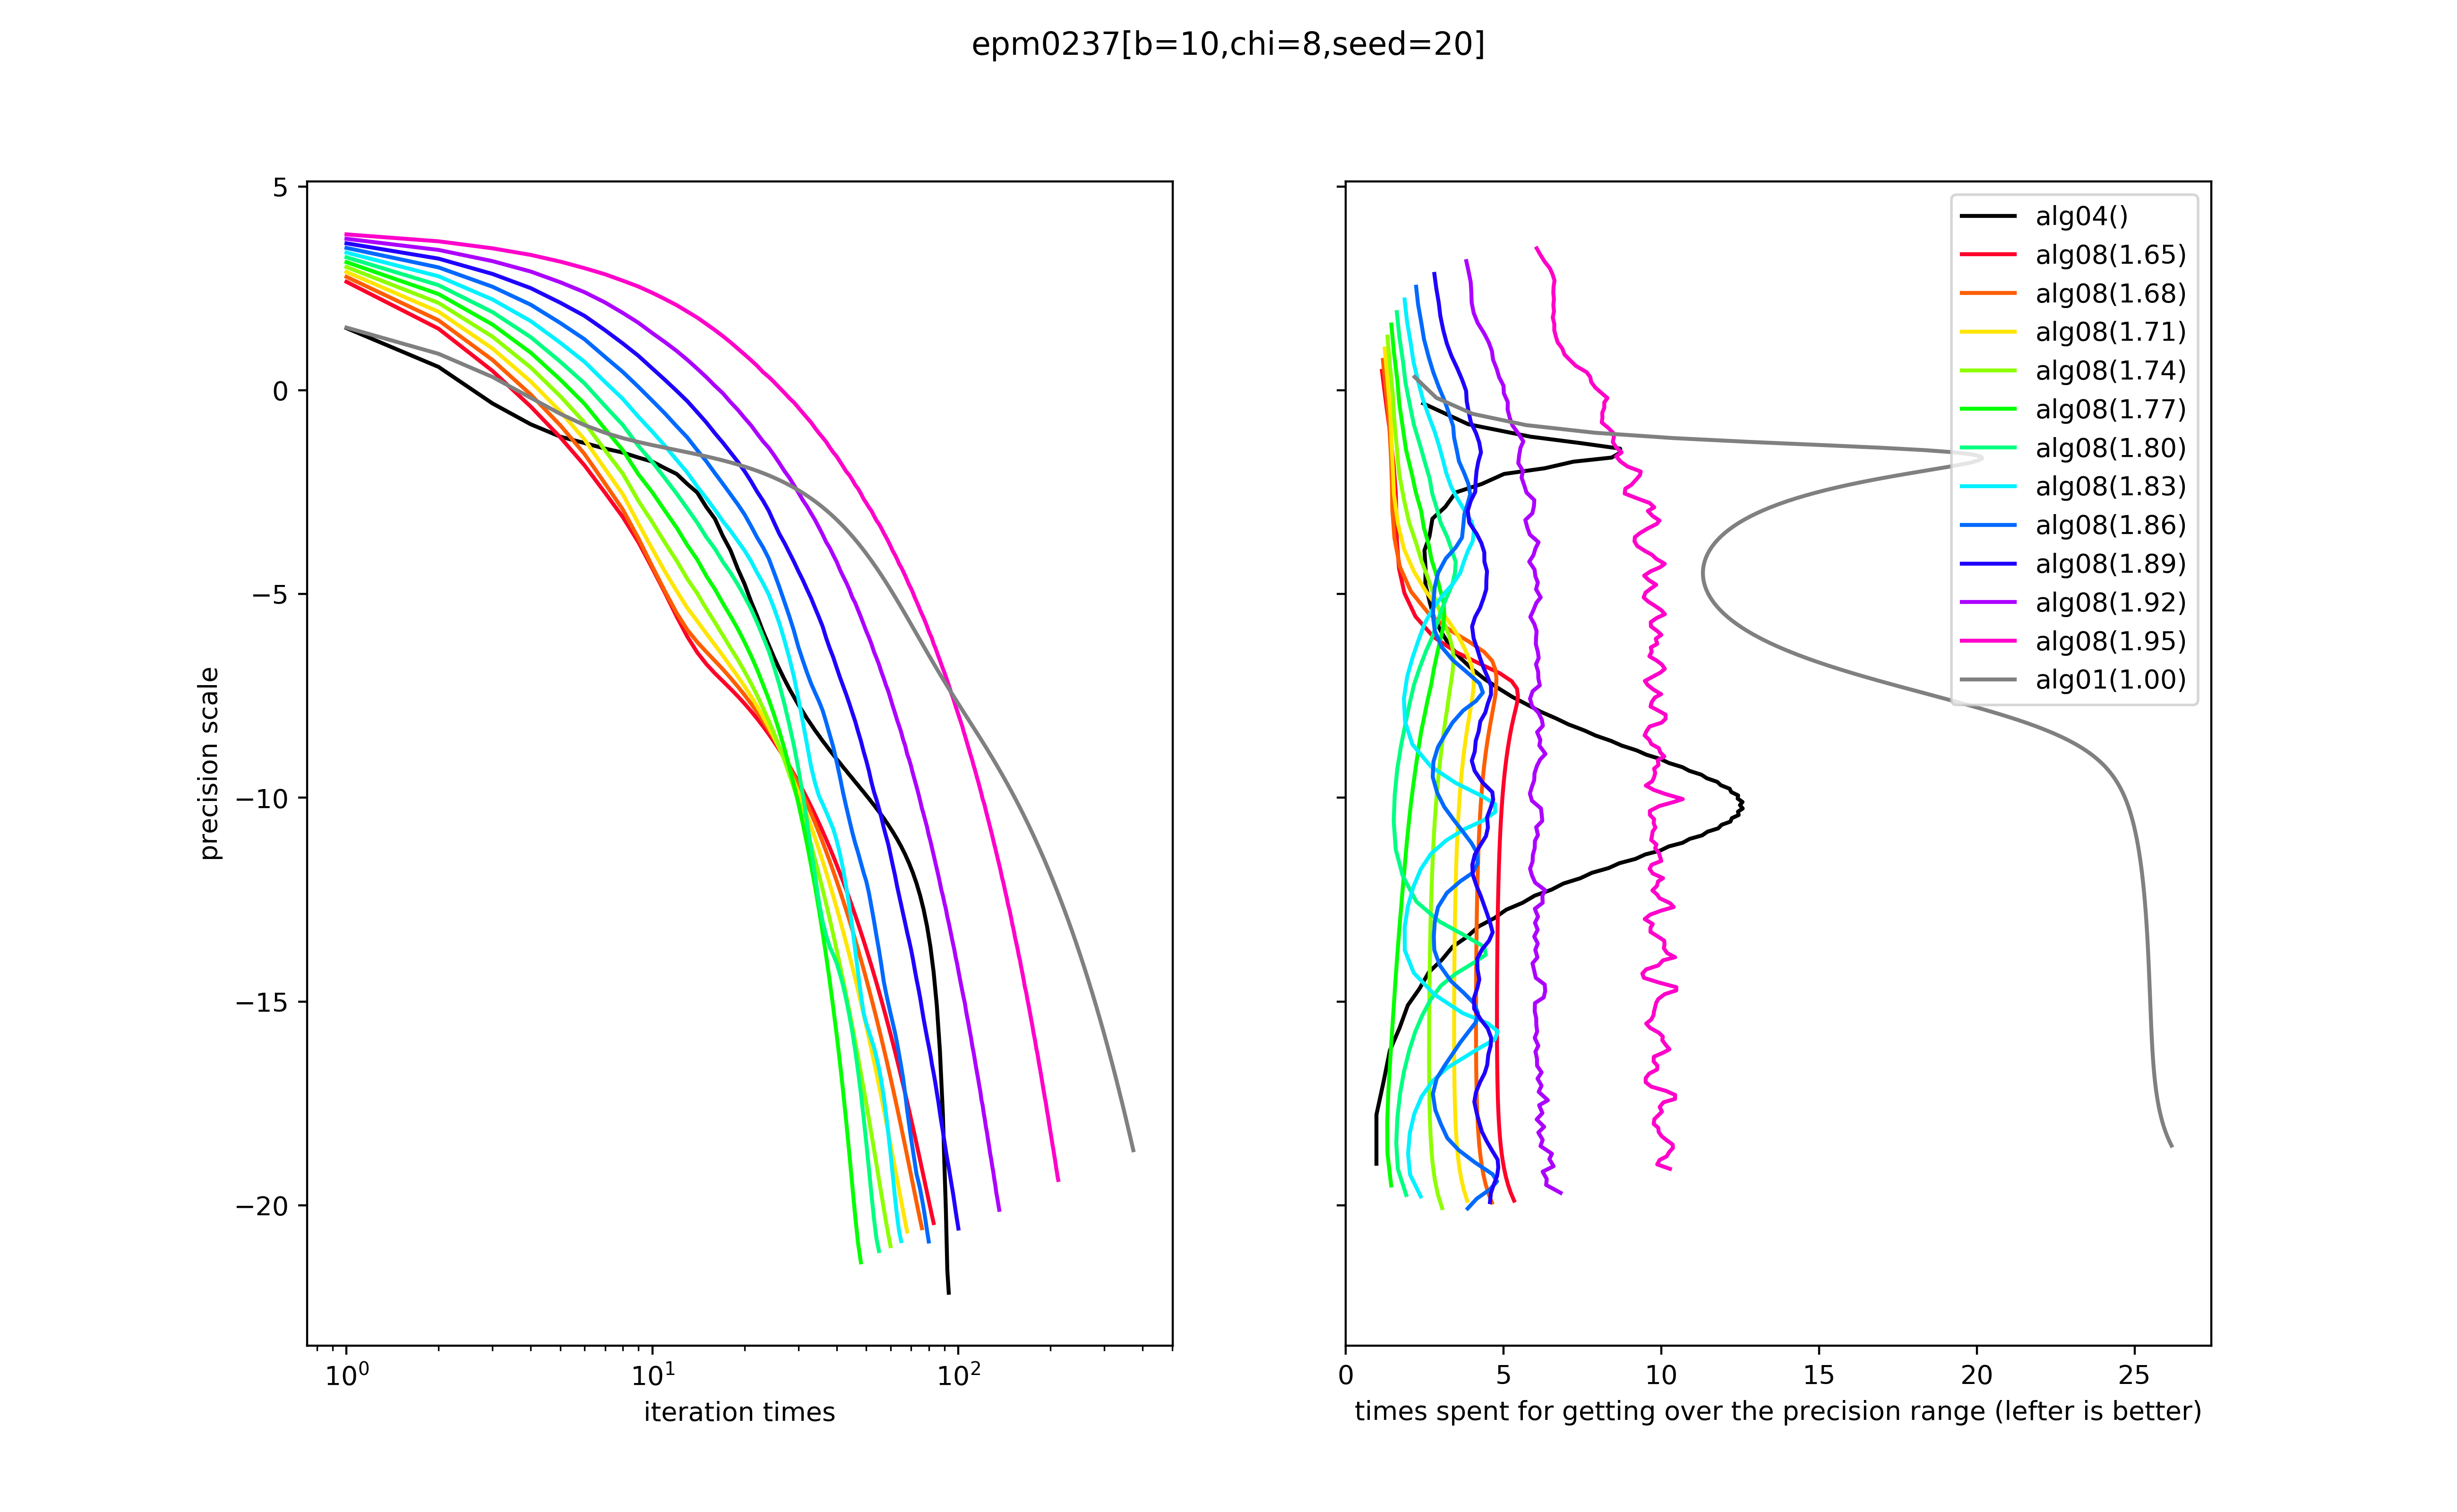 epm0237[b=10,chi=8,seed=20]
5
0
−5
−10
−15
−20
precision scale
10⁰
10¹
10²
iteration times
alg04()
alg08(1.65)
alg08(1.68)
alg08(1.71)
alg08(1.74)
alg08(1.77)
alg08(1.80)
alg08(1.83)
alg08(1.86)
alg08(1.89)
alg08(1.92)
alg08(1.95)
alg01(1.00)
0
5
10
15
20
25
times spent for getting over the precision range (lefter is better)